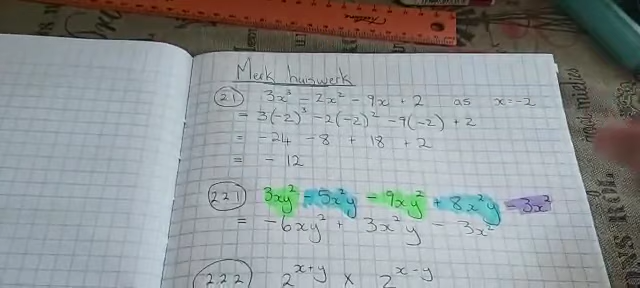 Merk huiswerk
2.1 3x³ - 2x² - 9x + 2 as x=-2
= 3(-2)³ - 2(-2)² - 9(-2) + 2
= -24 - 8 + 18 + 2
= -12
2.2.1 3xy² - 5x²y - 9xy² + 8x²y - 3x²
= -6xy² + 3x²y - 3x²
2.2.2 2^(x+y) × 2^(x-y)